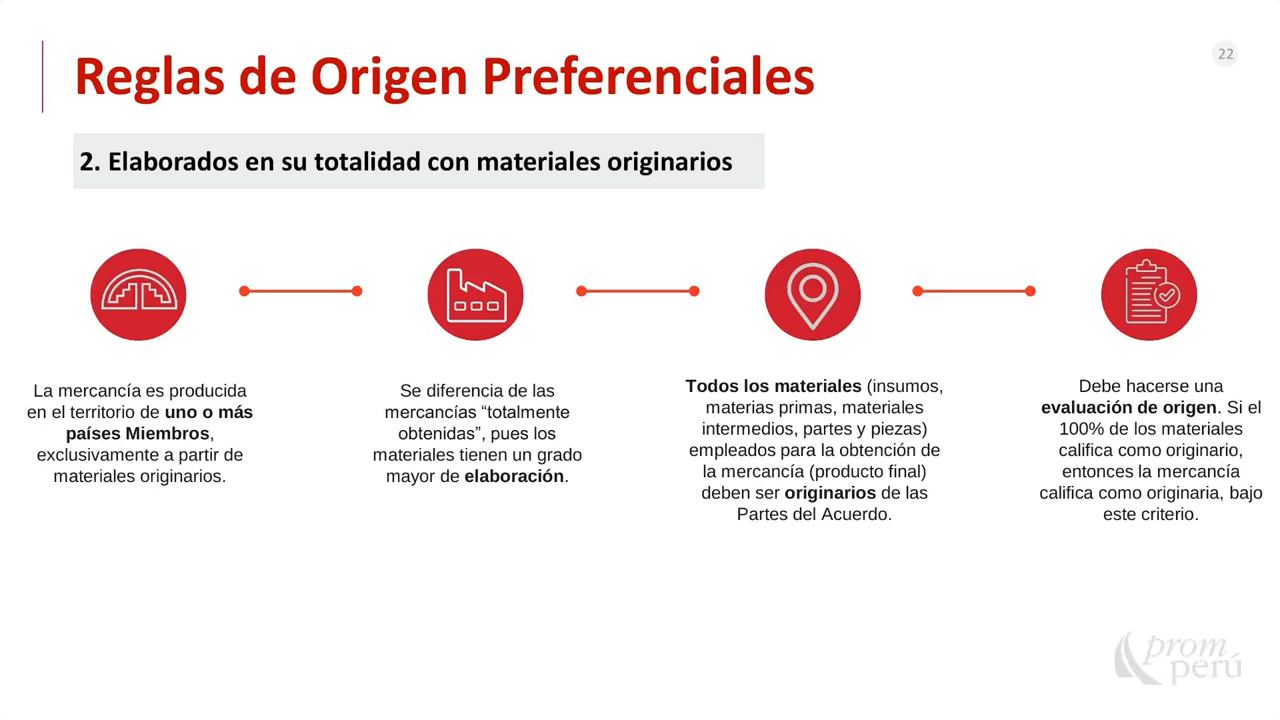 Reglas de Origen Preferenciales
22
2. Elaborados en su totalidad con materiales originarios
La mercancía es producida
en el territorio de uno o más
países Miembros,
exclusivamente a partir de
materiales originarios.
Se diferencia de las
mercancías “totalmente
obtenidas”, pues los
materiales tienen un grado
mayor de elaboración.
Todos los materiales (insumos,
materias primas, materiales
intermedios, partes y piezas)
empleados para la obtención de
la mercancía (producto final)
deben ser originarios de las
Partes del Acuerdo.
Debe hacerse una
evaluación de origen. Si el
100% de los materiales
califica como originario,
entonces la mercancía
califica como originaria, bajo
este criterio.
prom
perú